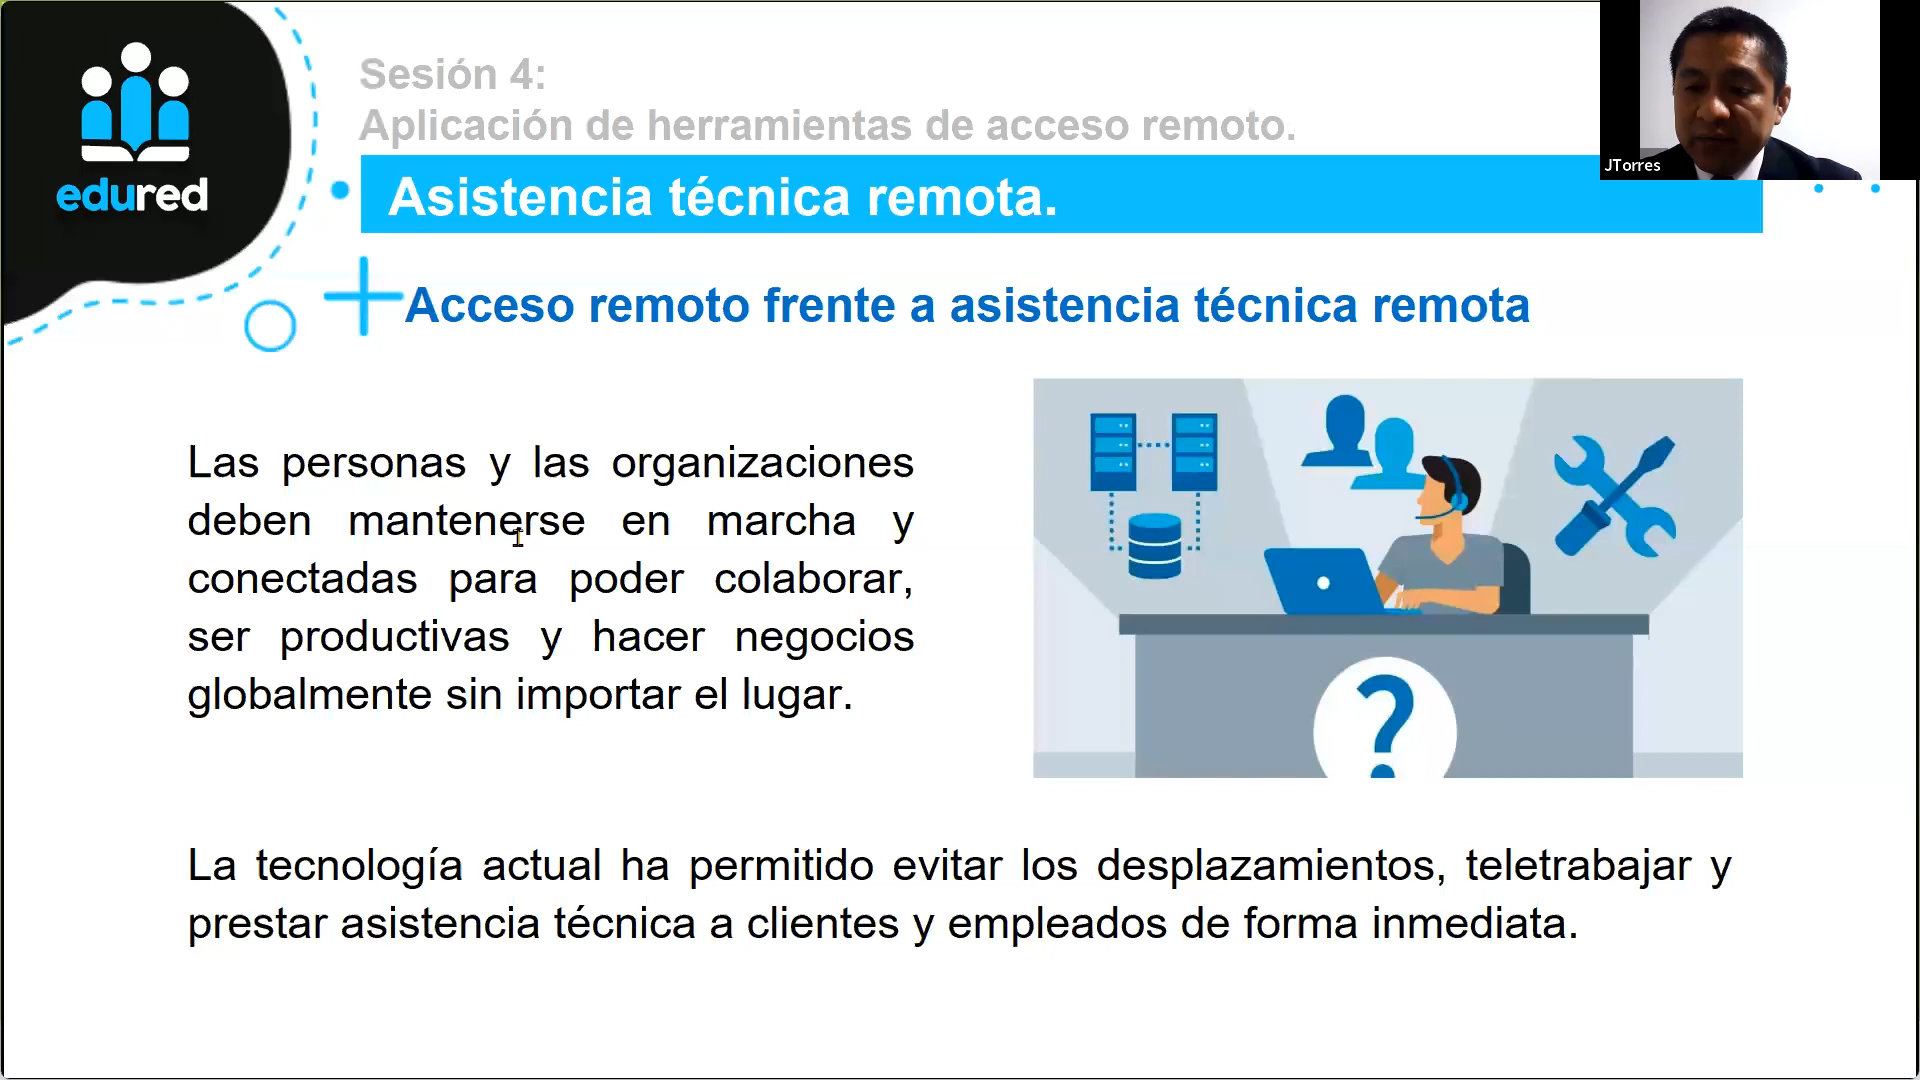 edured
Sesión 4:
Aplicación de herramientas de acceso remoto.
JTorres
Asistencia técnica remota.
Acceso remoto frente a asistencia técnica remota
Las personas y las organizaciones
deben mantenerse en marcha y
conectadas para poder colaborar,
ser productivas y hacer negocios
globalmente sin importar el lugar.
?
La tecnología actual ha permitido evitar los desplazamientos, teletrabajar y
prestar asistencia técnica a clientes y empleados de forma inmediata.